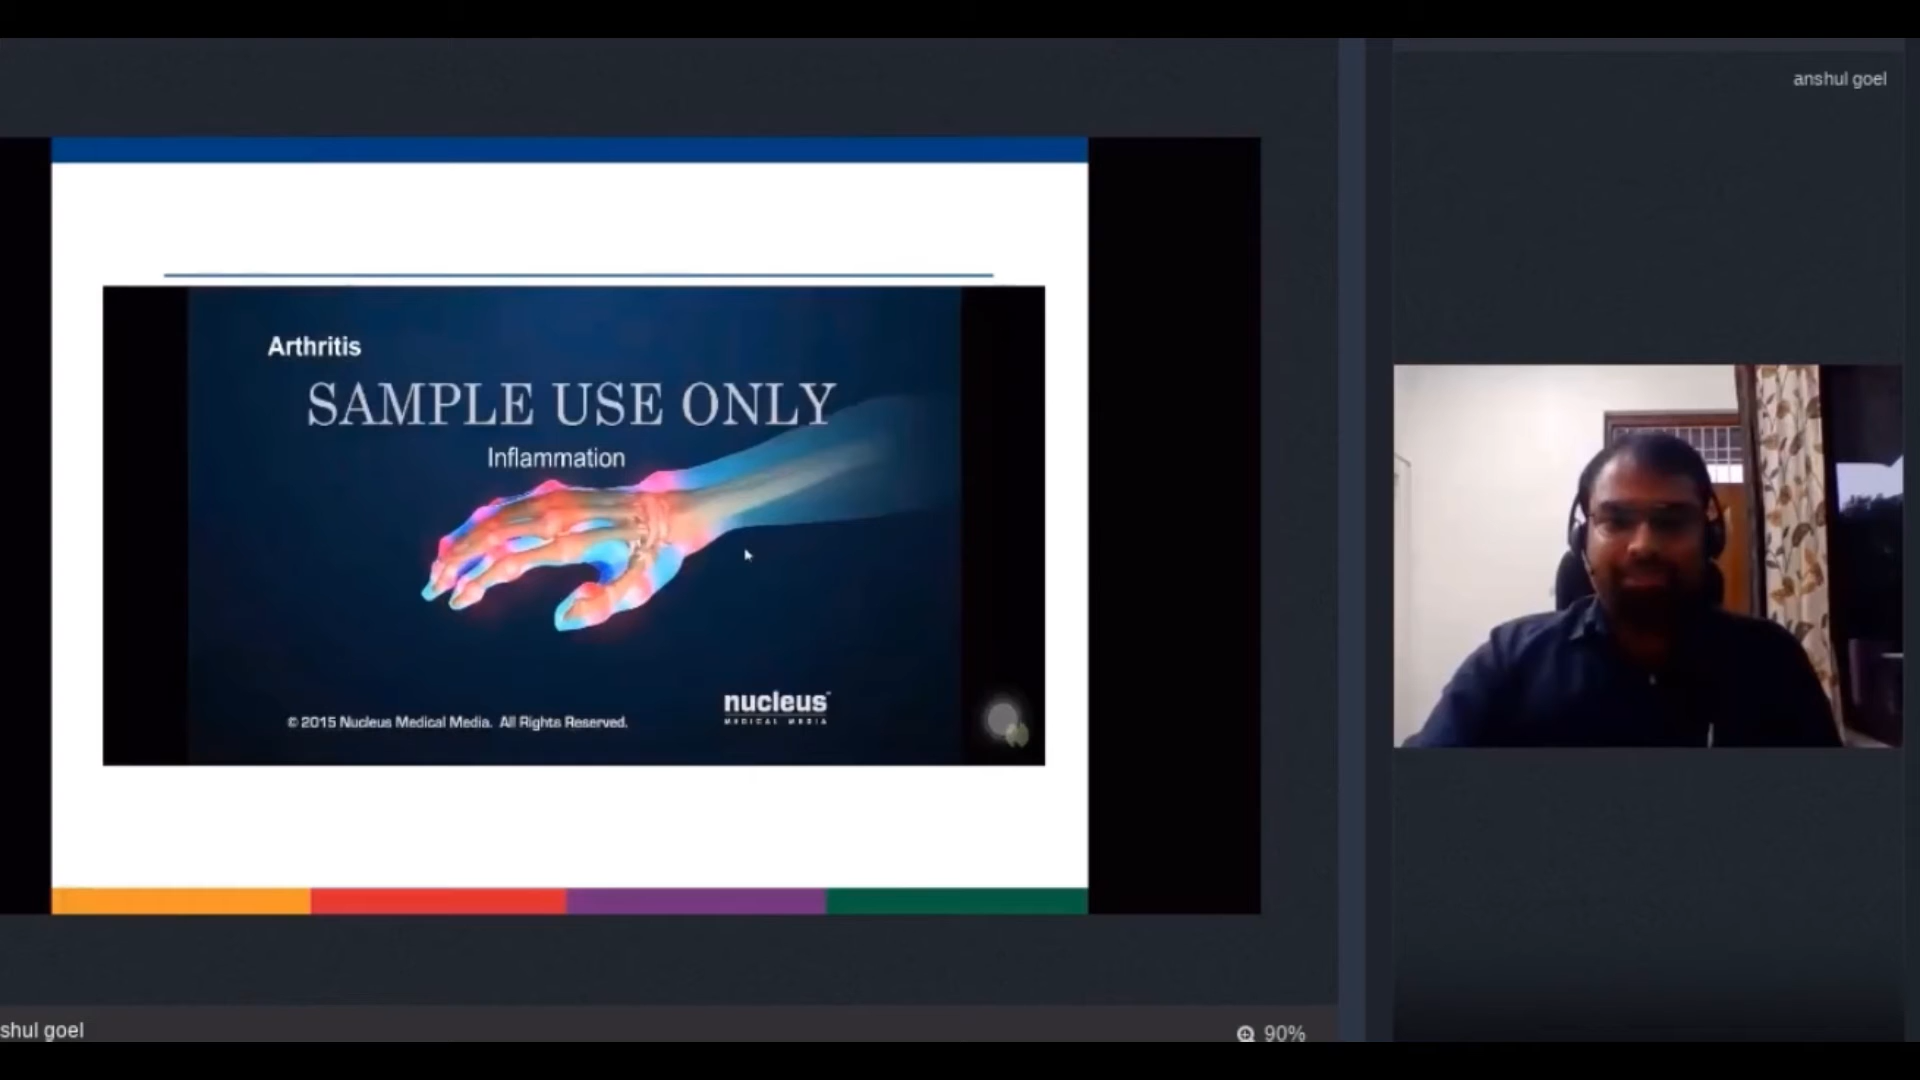 anshul goel
Arthritis
SAMPLE USE ONLY
Inflammation
nucleus
MEDICAL MEDIA
© 2015 Nucleus Medical Media. All Rights Reserved.
shul goel
90%